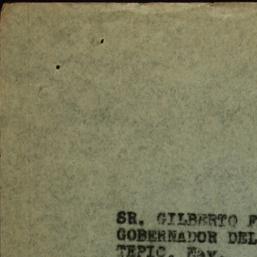 SR. GILBERTO F
GOBERNADOR DEL
TEPIC, Nay.